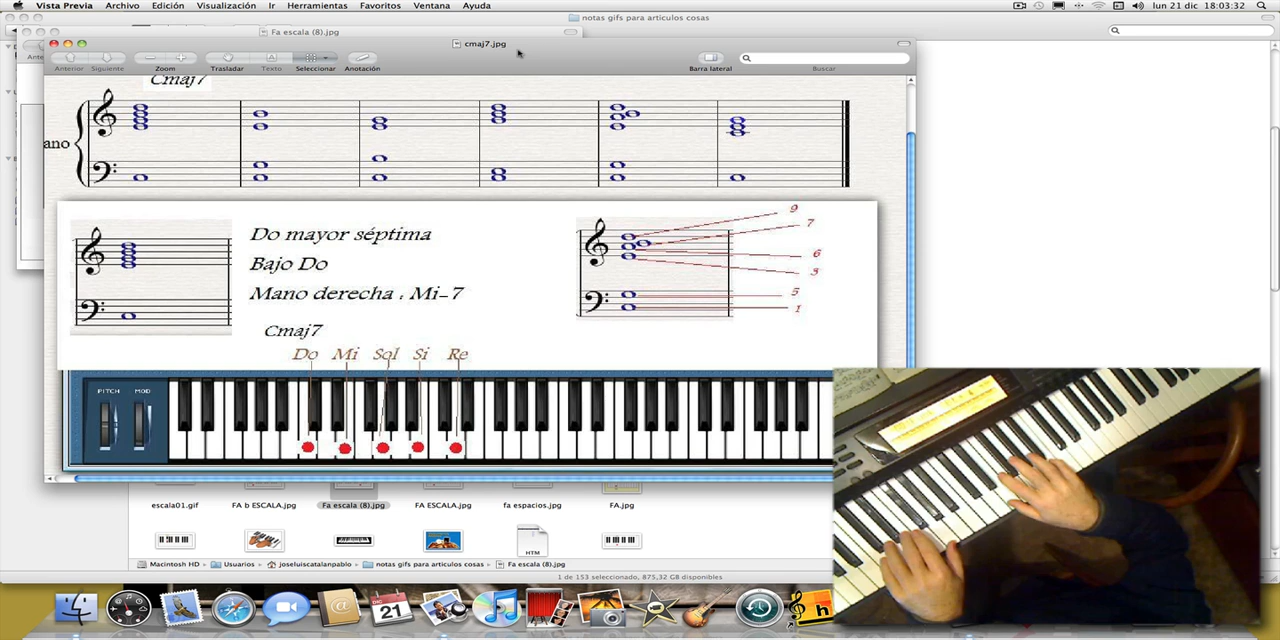 Vista Previa Archivo Edición Visualización Ir Herramientas Favoritos Ventana Ayuda
lun 21 dic 18:03:32
notas gifs para articulos cosas
Fa escala (8).jpg
cmaj7.jpg
Anterior Siguiente Zoom Trasladar Texto Seleccionar Anotación Barra lateral Buscar
Cmaj7
ano
9
7
6
3
5
1
Do mayor séptima
Bajo Do
Mano derecha : Mi-7
Cmaj7
Do Mi Sol Si Re
PITCH MOD
escala01.gif FA b ESCALA.jpg Fa escala (8).jpg FA ESCALA.jpg fa espacios.jpg FA.jpg
HTM
Macintosh HD Usuarios joseluiscatalanpablo notas gifs para articulos cosas Fa escala (8).jpg
1 de 153 seleccionado, 875,32 GB disponibles
DIC
21